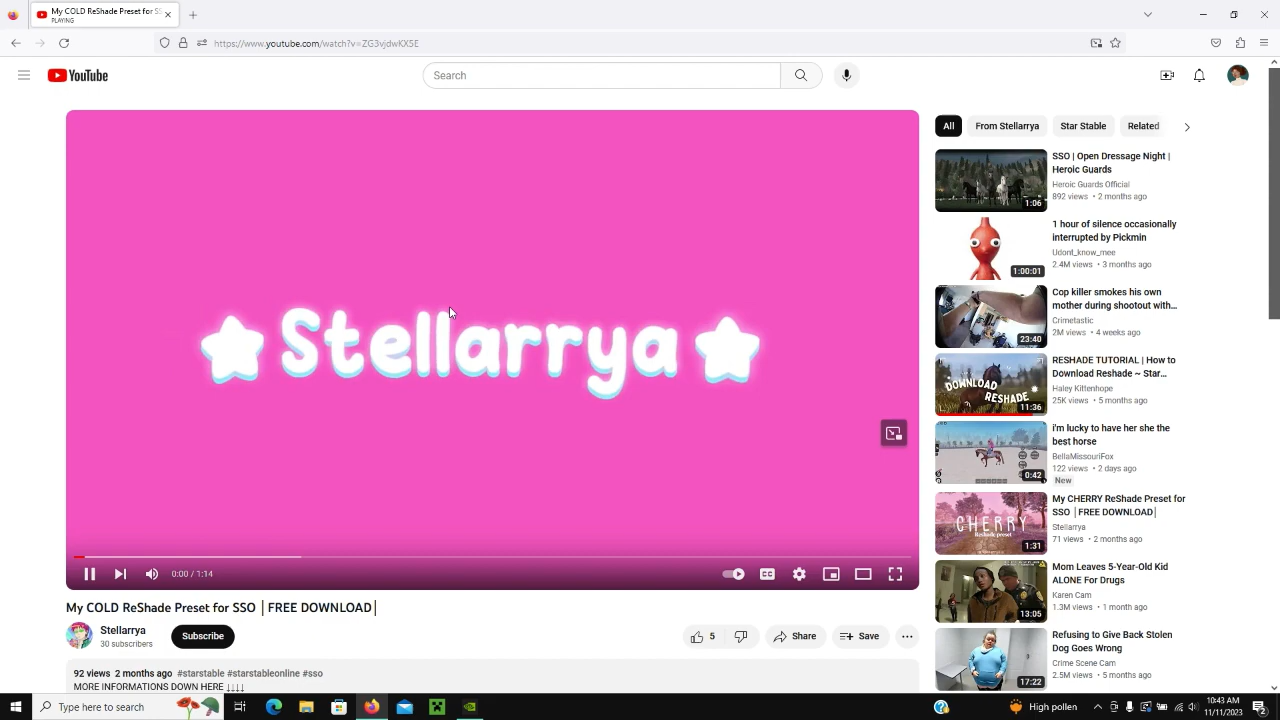 My COLD ReShade Preset for SS
PLAYING
https://www.youtube.com/watch?v=ZG3vjdwKXSE
YouTube
Search
Stellarrya
0:00 / 1:14
CC
My COLD ReShade Preset for SSO │FREE DOWNLOAD│
Stellarrya
30 subscribers
Subscribe
5
Share
Save
92 views 2 months ago #starstable #starstableonline #sso
MORE INFORMATIONS DOWN HERE ↓↓↓↓
All
From Stellarrya
Star Stable
Related
SSO | Open Dressage Night |
Heroic Guards
Heroic Guards Official
892 views • 2 months ago
1:06
1 hour of silence occasionally
interrupted by Pickmin
Udont_know_mee
2.4M views • 3 months ago
1:00:01
Cop killer smokes his own
mother during shootout with...
Crimetastic
2M views • 4 weeks ago
23:40
DOWNLOAD
RESHADE
RESHADE TUTORIAL | How to
Download Reshade ~ Star...
Haley Kittenhope
25K views • 5 months ago
11:36
i'm lucky to have her she the
best horse
BellaMissouriFox
122 views • 2 days ago
New
0:42
CHERRY
Reshade preset
My CHERRY ReShade Preset for
SSO │FREE DOWNLOAD│
Stellarrya
71 views • 2 months ago
1:31
Mom Leaves 5-Year-Old Kid
ALONE For Drugs
Karen Cam
1.3M views • 1 month ago
13:05
Refusing to Give Back Stolen
Dog Goes Wrong
Crime Scene Cam
2.5M views • 5 months ago
17:22
Type here to search
High pollen
10:43 AM
11/11/2023
2